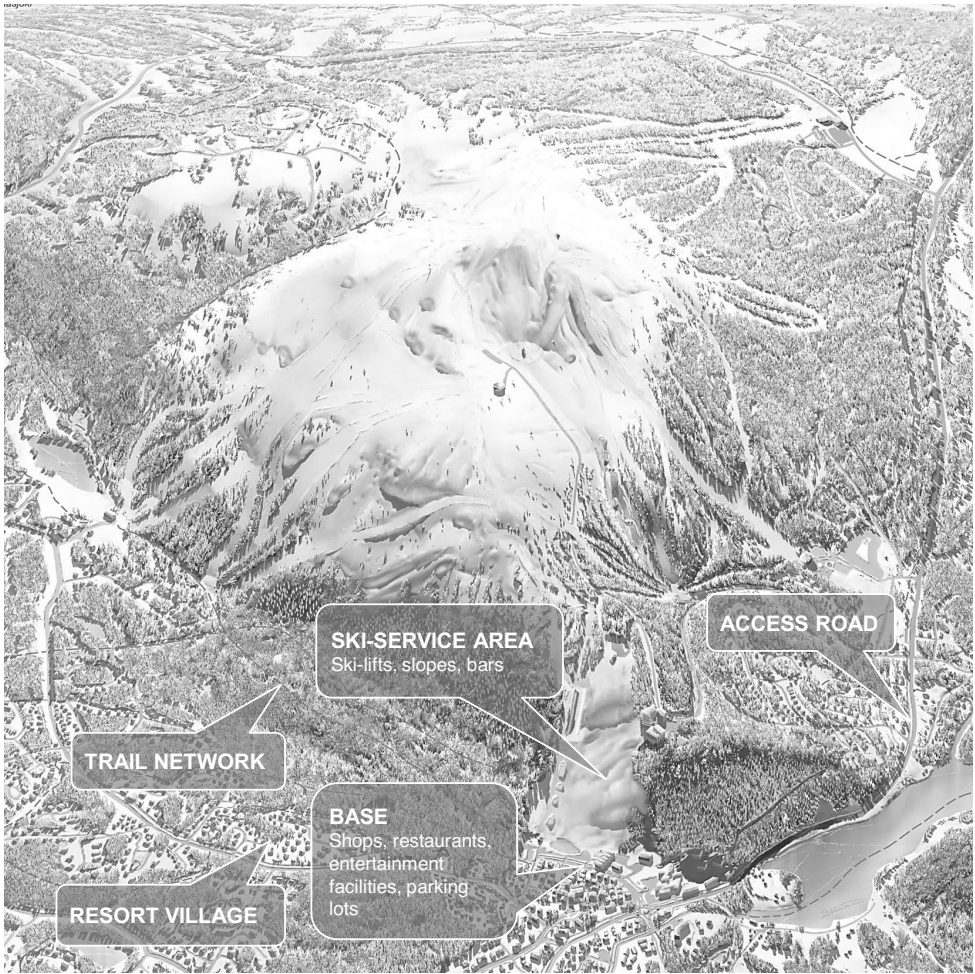 SKI-SERVICE AREA
Ski-lifts, slopes, bars
ACCESS ROAD
TRAIL NETWORK
BASE
Shops, restaurants,
entertainment
facilities, parking
lots
RESORT VILLAGE